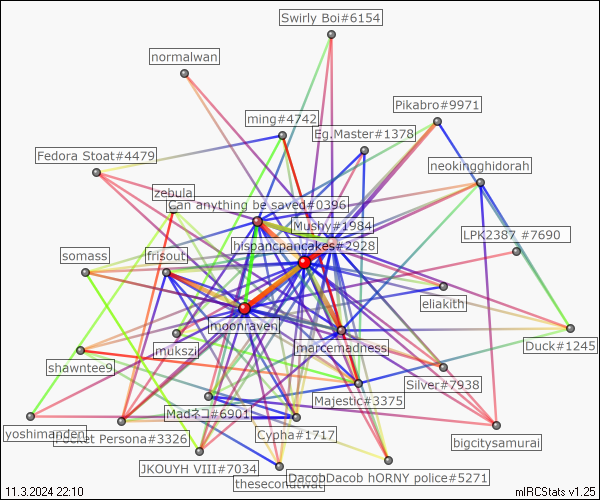 Swirly Boi#6154
normalwan
Pikabro#9971
ming#4742
Eg.Master#1378
Fedora Stoat#4479
neokingghidorah
zebula
Can anything be saved#0396
Mushy#1984
LPK2387_#7690
hispancpancakes#2928
somass
frisout
eliakith
moonraven
marcemadness
Duck#1245
mukszi
shawntee9
Silver#7938
Majestic#3375
Madネコ#6901
yoshimanden
Pocket Persona#3326
Cypha#1717
bigcitysamurai
JKOUYH VIII#7034
DacobDacob hORNY police#5271
thesecondtwat
11.3.2024 22:10
mIRCStats v1.25